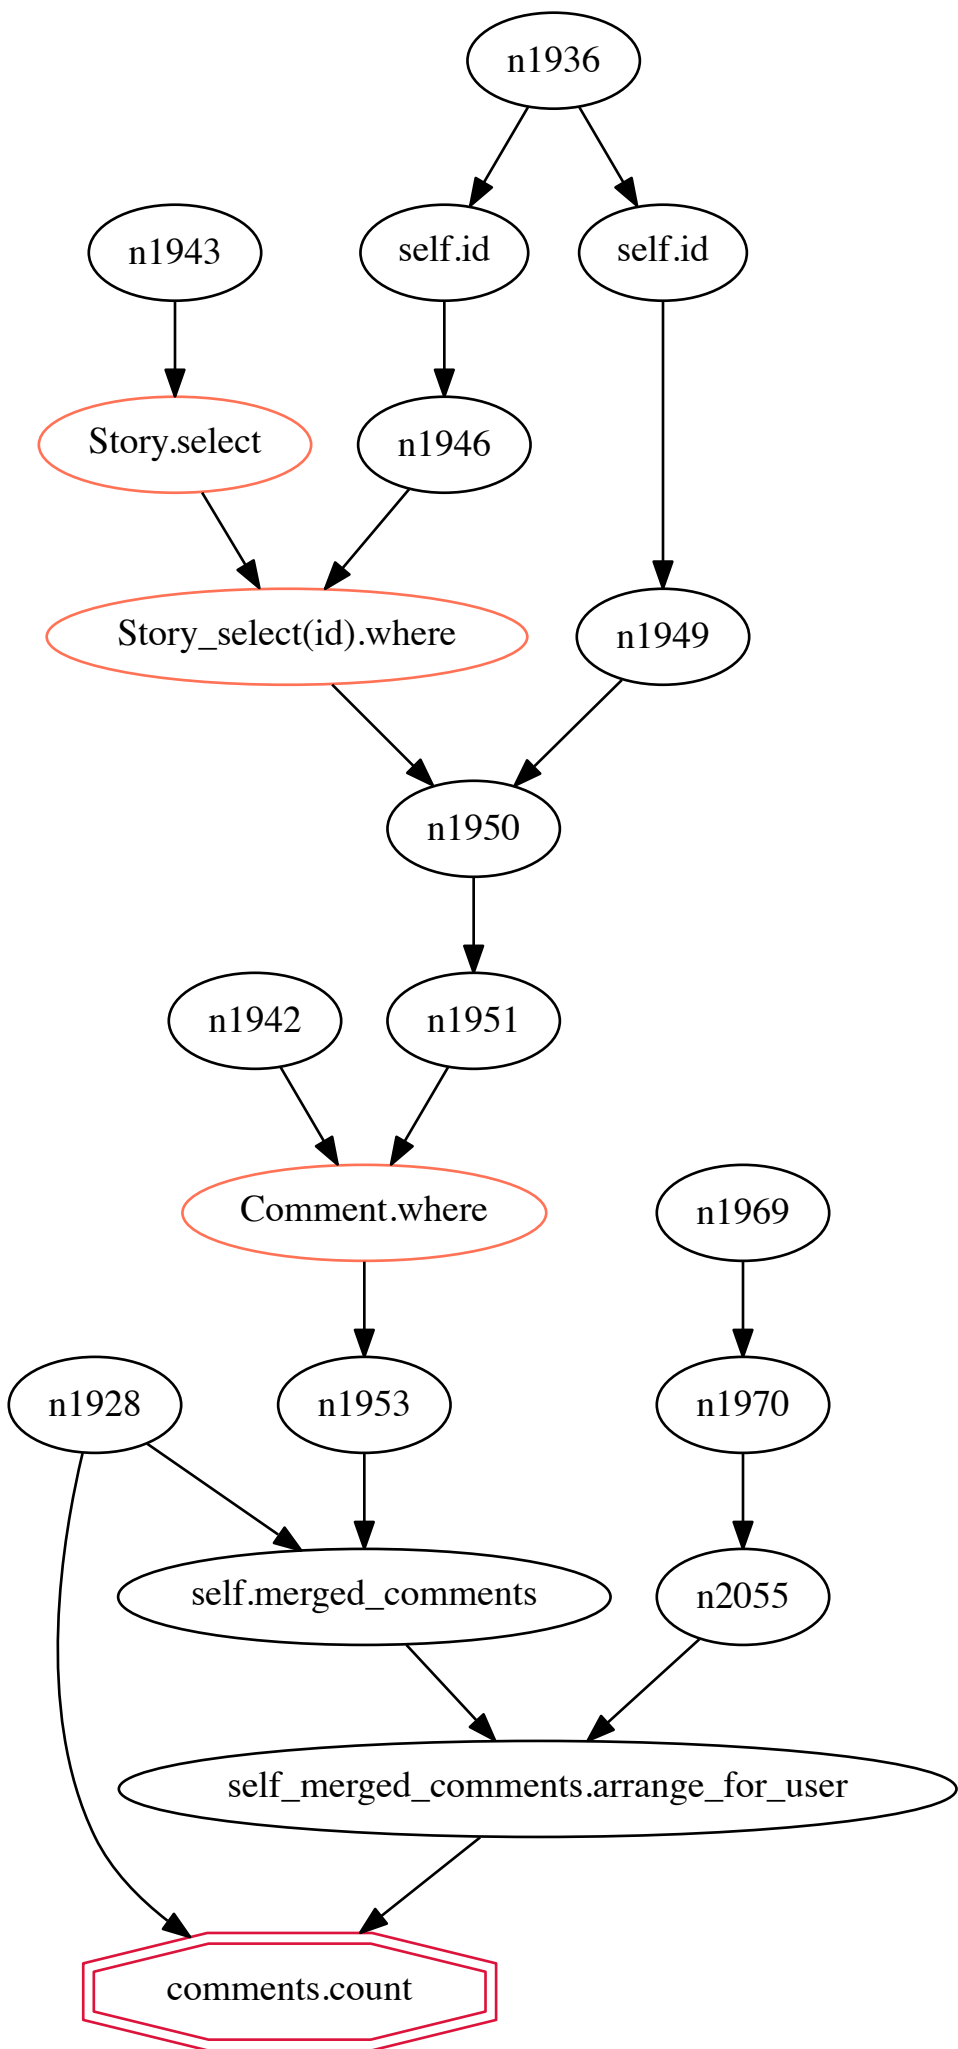 n1936
n1943
self.id
self.id
Story.select
n1946
Story_select(id).where
n1949
n1950
n1942
n1951
Comment.where
n1969
n1928
n1953
n1970
self.merged_comments
n2055
self_merged_comments.arrange_for_user
comments.count